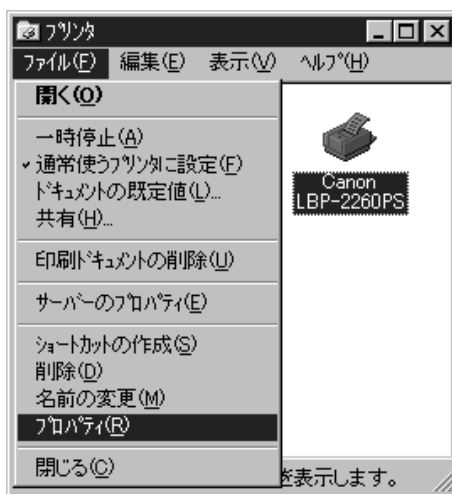 プリンタ
ファイル(F) 編集(E) 表示(V) ヘルプ(H)
開く(O)
一時停止(A)
通常使うプリンタに設定(F)
ドキュメントの既定値(L)...
共有(H)...
印刷ドキュメントの削除(U)
サーバーのプロパティ(E)
ショートカットの作成(S)
削除(D)
名前の変更(M)
プロパティ(R)
閉じる(C)
Canon
LBP-2260PS
を表示します。